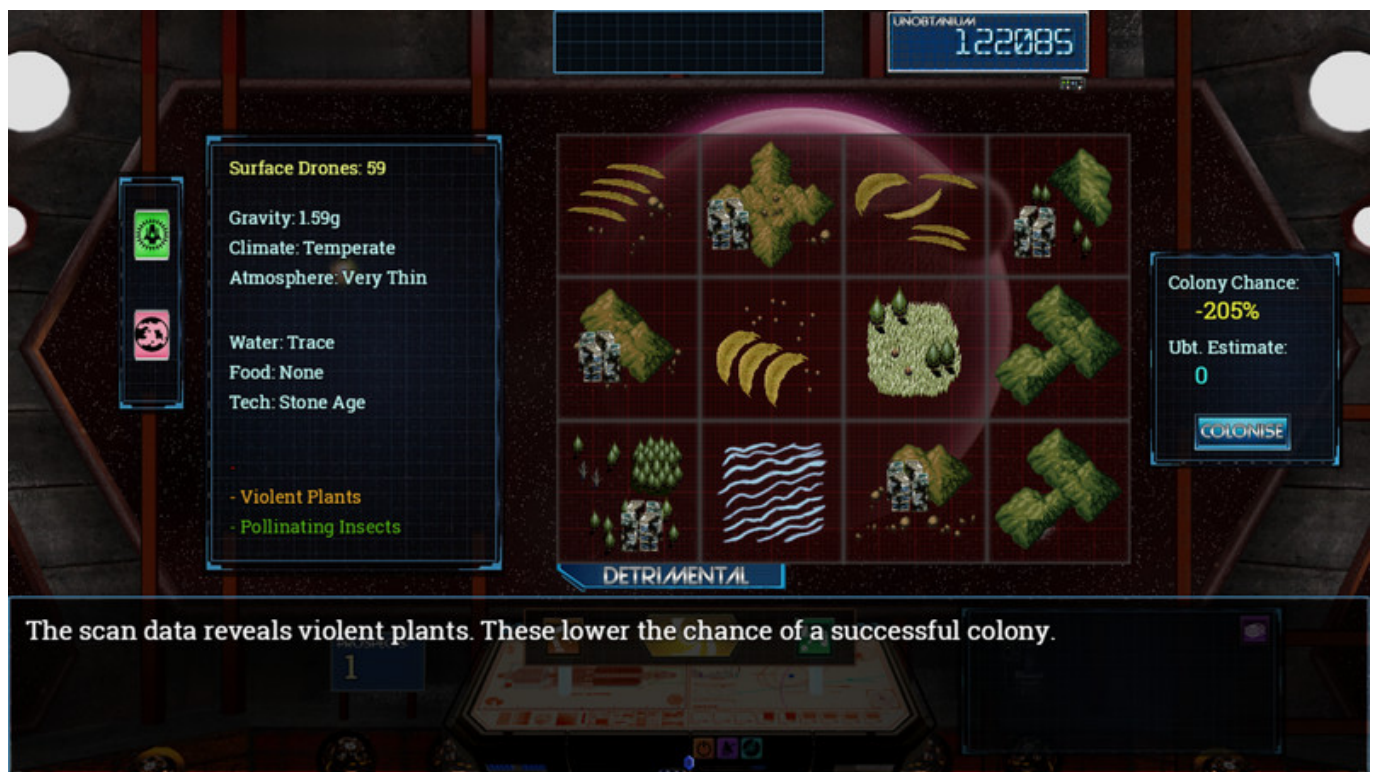 UNOBTANIUM
122085
Surface Drones: 59
Gravity: 1.59g
Climate: Temperate
Atmosphere: Very Thin
Water: Trace
Food: None
Tech: Stone Age
- Violent Plants
- Pollinating Insects
Colony Chance:
-205%
Ubt. Estimate:
0
COLONISE
DETRIMENTAL
The scan data reveals violent plants. These lower the chance of a successful colony.
1